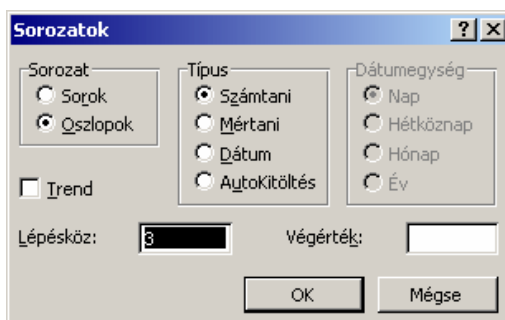 Sorozatok
Sorozat
Sorok
Oszlopok
Típus
Számtani
Mértani
Dátum
AutoKitöltés
Dátumegység
Nap
Hétköznap
Hónap
Év
Trend
Lépésköz: 3
Végérték:
OK
Mégse